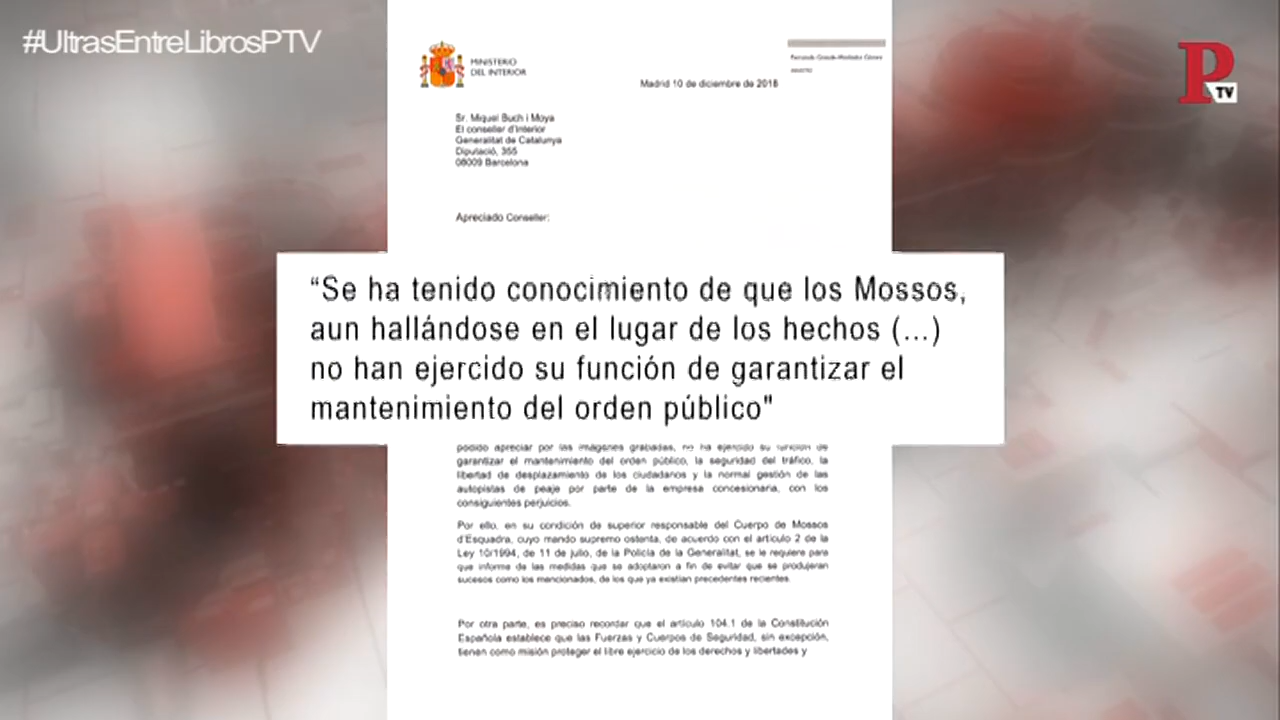 #UltrasEntreLibrosPTV
P
TV
MINISTERIO
DEL INTERIOR
Fernando Grande-Marlaska Gómez
Madrid 10 de diciembre de 2018
Sr. Miquel Buch i Moya
El conseller d'Interior
Generalitat de Catalunya
Diputació, 355
08009 Barcelona
Apreciado Conseller:
“Se ha tenido conocimiento de que los Mossos,
aun hallándose en el lugar de los hechos (...)
no han ejercido su función de garantizar el
mantenimiento del orden público"
podido apreciar por las imágenes grabadas, no ha ejercido su función de
garantizar el mantenimiento del orden público, la seguridad del tráfico, la
libertad de desplazamiento de los ciudadanos y la normal gestión de las
autopistas de peaje por parte de la empresa concesionaria, con los
consiguientes perjuicios.
Por ello, en su condición de superior responsable del Cuerpo de Mossos
d'Esquadra, cuyo mando supremo ostenta, de acuerdo con el artículo 2 de la
Ley 10/1994, de 11 de julio, de la Policía de la Generalitat, se le requiere para
que informe de las medidas que se adoptaron a fin de evitar que se produjeran
sucesos como los mencionados, de los que ya existían precedentes recientes.
Por otra parte, es preciso recordar que el artículo 104.1 de la Constitución
Española establece que las Fuerzas y Cuerpos de Seguridad, sin excepción,
tienen como misión proteger el libre ejercicio de los derechos y libertades y